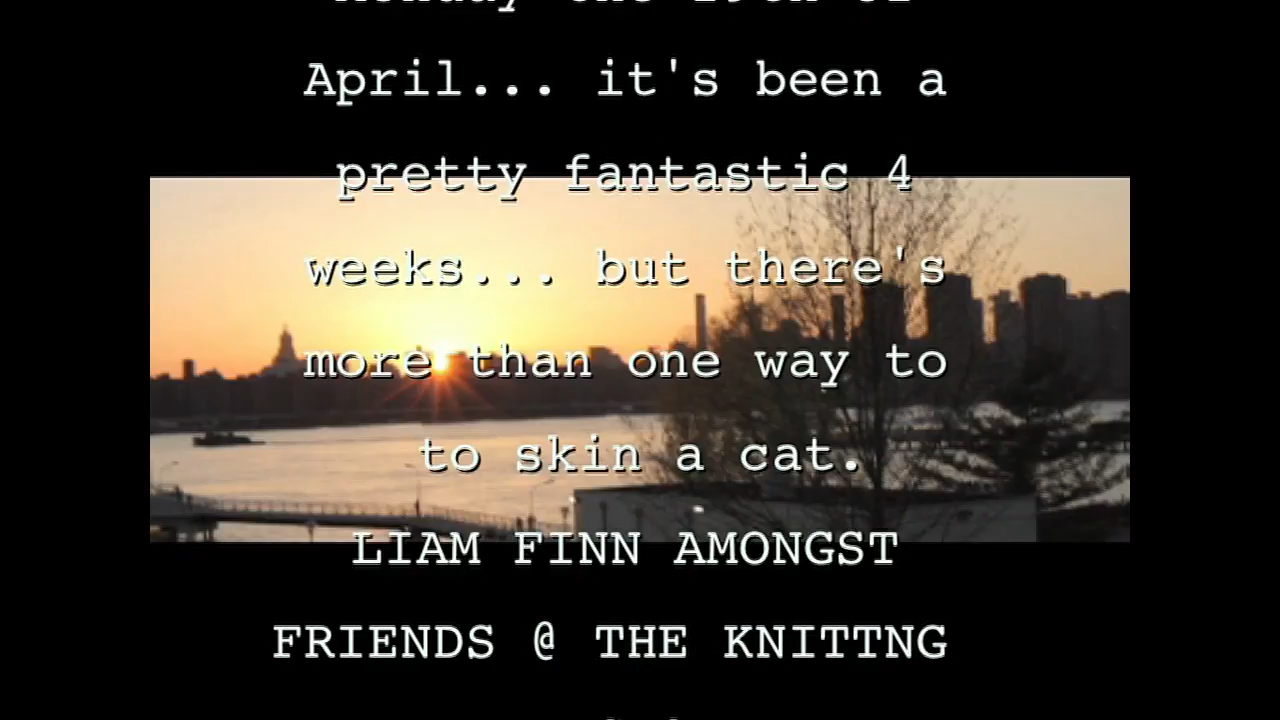 April... it's been a
pretty fantastic 4
weeks... but there's
more than one way to
to skin a cat.
LIAM FINN AMONGST
FRIENDS @ THE KNITTNG